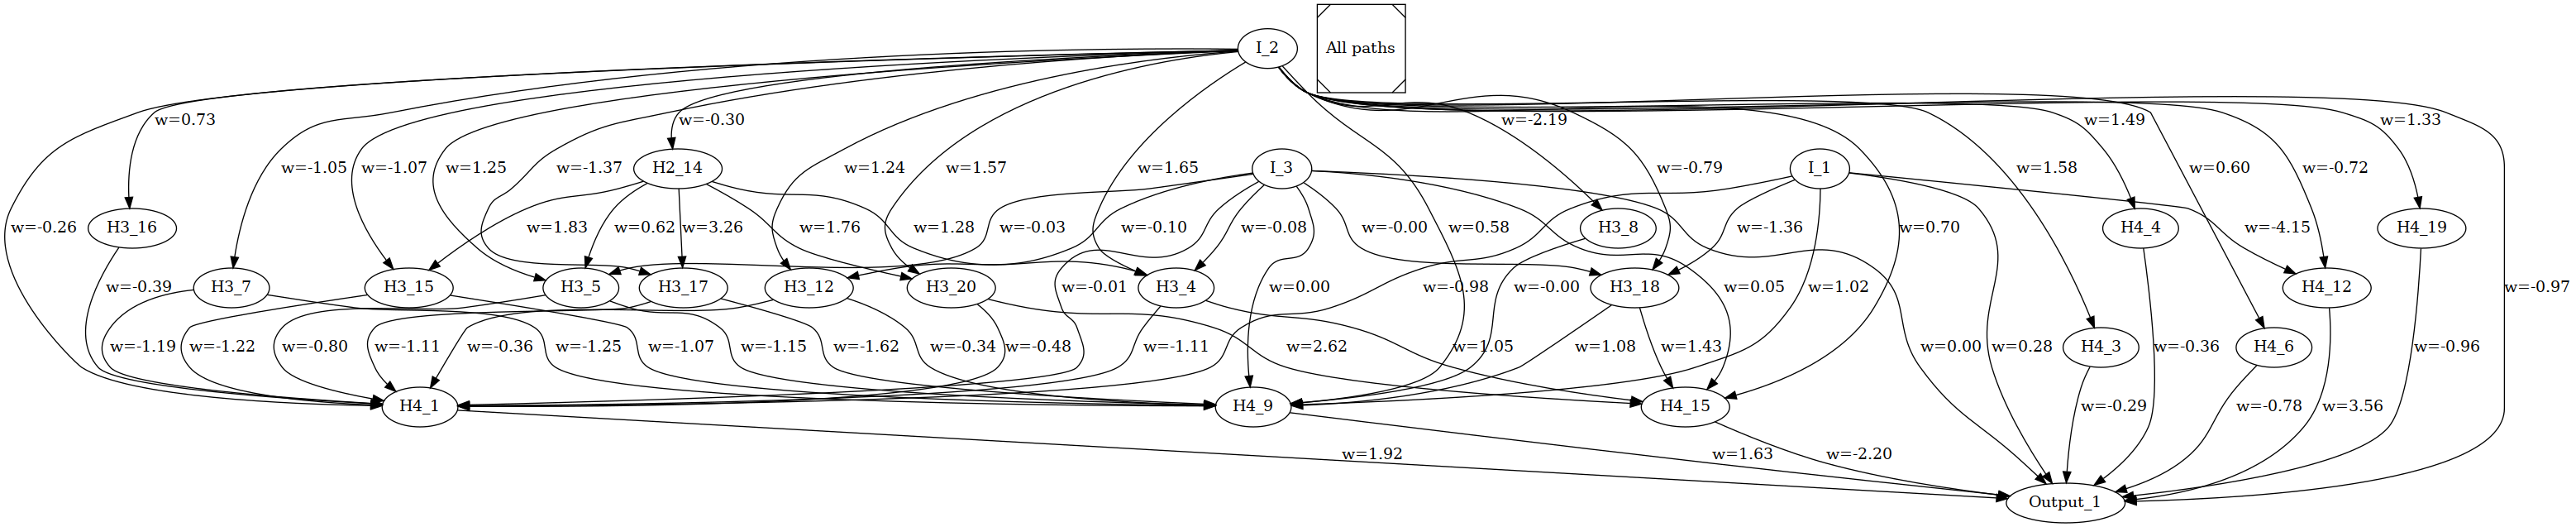 I_2
All paths
w=0.73
w=-0.30
w=-2.19
w=1.49
w=1.33
w=-1.05
w=-1.07
w=1.25
w=-1.37
H2_14
w=1.24
w=1.57
w=1.65
I_3
w=-0.79
I_1
w=1.58
w=0.60
w=-0.72
w=-0.26
H3_16
w=1.83
w=0.62
w=3.26
w=1.76
w=1.28
w=-0.03
w=-0.10
w=-0.08
w=-0.00
w=0.58
H3_8
w=-1.36
w=0.70
H4_4
w=-4.15
H4_19
w=-0.39
H3_7
H3_15
H3_5
H3_17
H3_12
H3_20
w=-0.01
H3_4
w=0.00
w=-0.98
w=-0.00
H3_18
w=0.05
w=1.02
H4_12
w=-0.97
w=-1.19
w=-1.22
w=-0.80
w=-1.11
w=-0.36
w=-1.25
w=-1.07
w=-1.15
w=-1.62
w=-0.34
w=-0.48
w=-1.11
w=2.62
w=1.05
w=1.08
w=1.43
w=0.00
w=0.28
H4_3
w=-0.36
H4_6
w=-0.96
H4_1
H4_9
H4_15
w=-0.29
w=-0.78
w=3.56
w=1.92
w=1.63
w=-2.20
Output_1